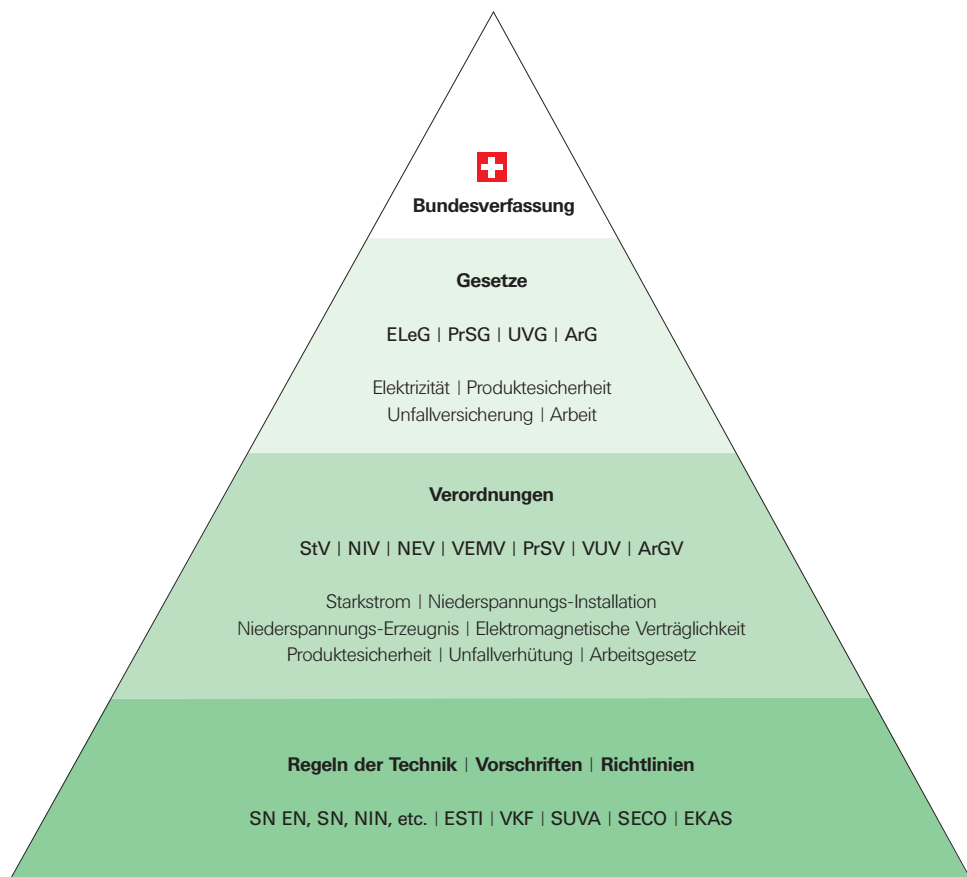 Bundesverfassung
Gesetze
ELeG | PrSG | UVG | ArG
Elektrizität | Produktesicherheit
Unfallversicherung | Arbeit
Verordnungen
StV | NIV | NEV | VEMV | PrSV | VUV | ArGV
Starkstrom | Niederspannungs-Installation
Niederspannungs-Erzeugnis | Elektromagnetische Verträglichkeit
Produktesicherheit | Unfallverhütung | Arbeitsgesetz
Regeln der Technik | Vorschriften | Richtlinien
SN EN, SN, NIN, etc. | ESTI | VKF | SUVA | SECO | EKAS